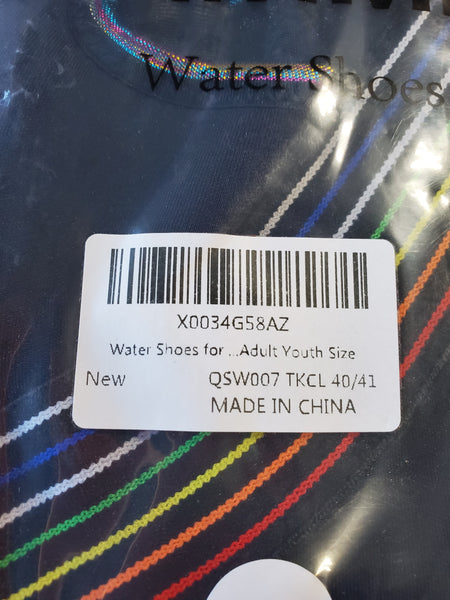 Water Shoes
X0034G58AZ
Water Shoes for ...Adult Youth Size
New QSW007 TKCL 40/41
MADE IN CHINA